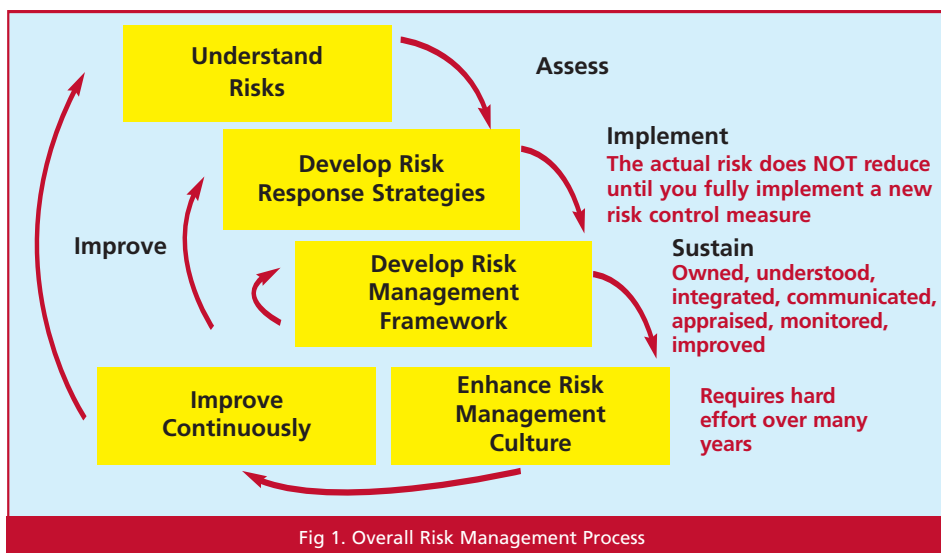 Understand
Risks
Assess
Develop Risk
Response Strategies
Implement
The actual risk does NOT reduce
until you fully implement a new
risk control measure
Improve
Develop Risk
Management
Framework
Sustain
Owned, understood,
integrated, communicated,
appraised, monitored,
improved
Improve
Continuously
Enhance Risk
Management
Culture
Requires hard
effort over many
years
Fig 1. Overall Risk Management Process